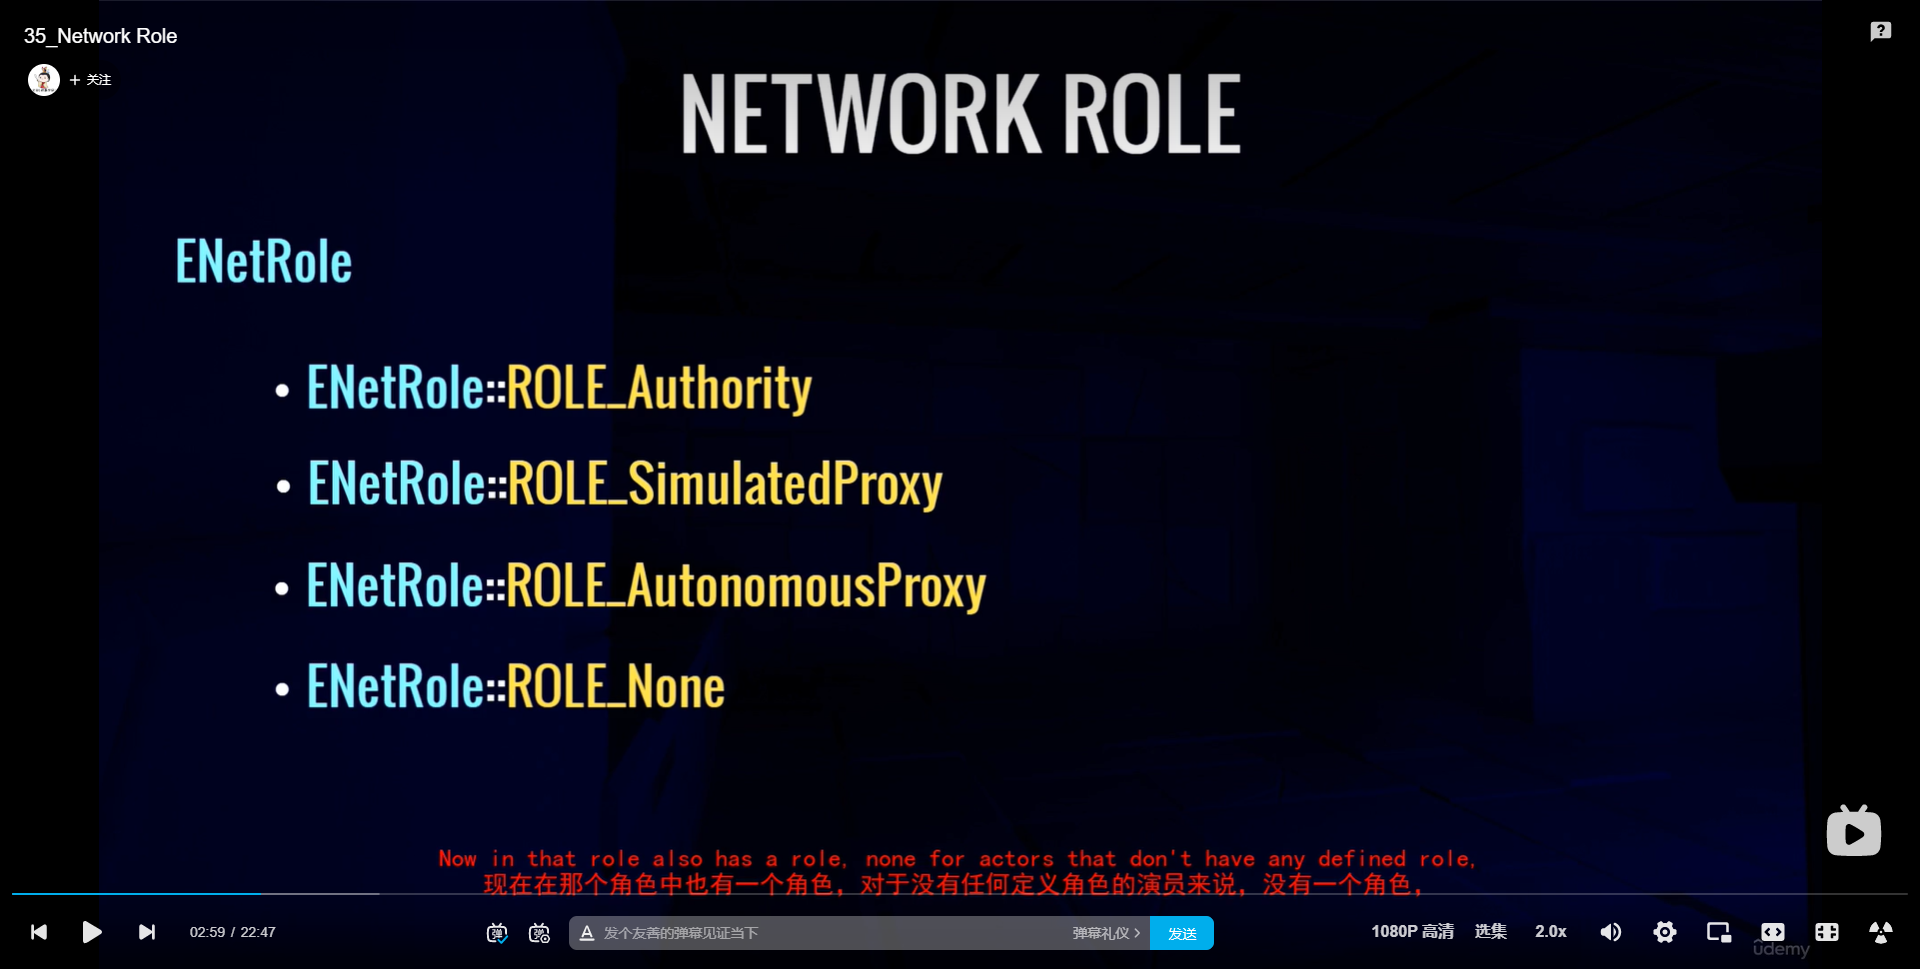 35_Network Role
+ 关注
NETWORK ROLE
ENetRole
• ENetRole::ROLE_Authority
• ENetRole::ROLE_SimulatedProxy
• ENetRole::ROLE_AutonomousProxy
• ENetRole::ROLE_None
Now in that role also has a role, none for actors that don't have any defined role,
现在在那个角色中也有一个角色，对于没有任何定义角色的演员来说，没有一个角色，
02:59 / 22:47
弹
弹
A 发个友善的弹幕见证当下
弹幕礼仪 >
发送
1080P 高清
选集
2.0x
ûdemy